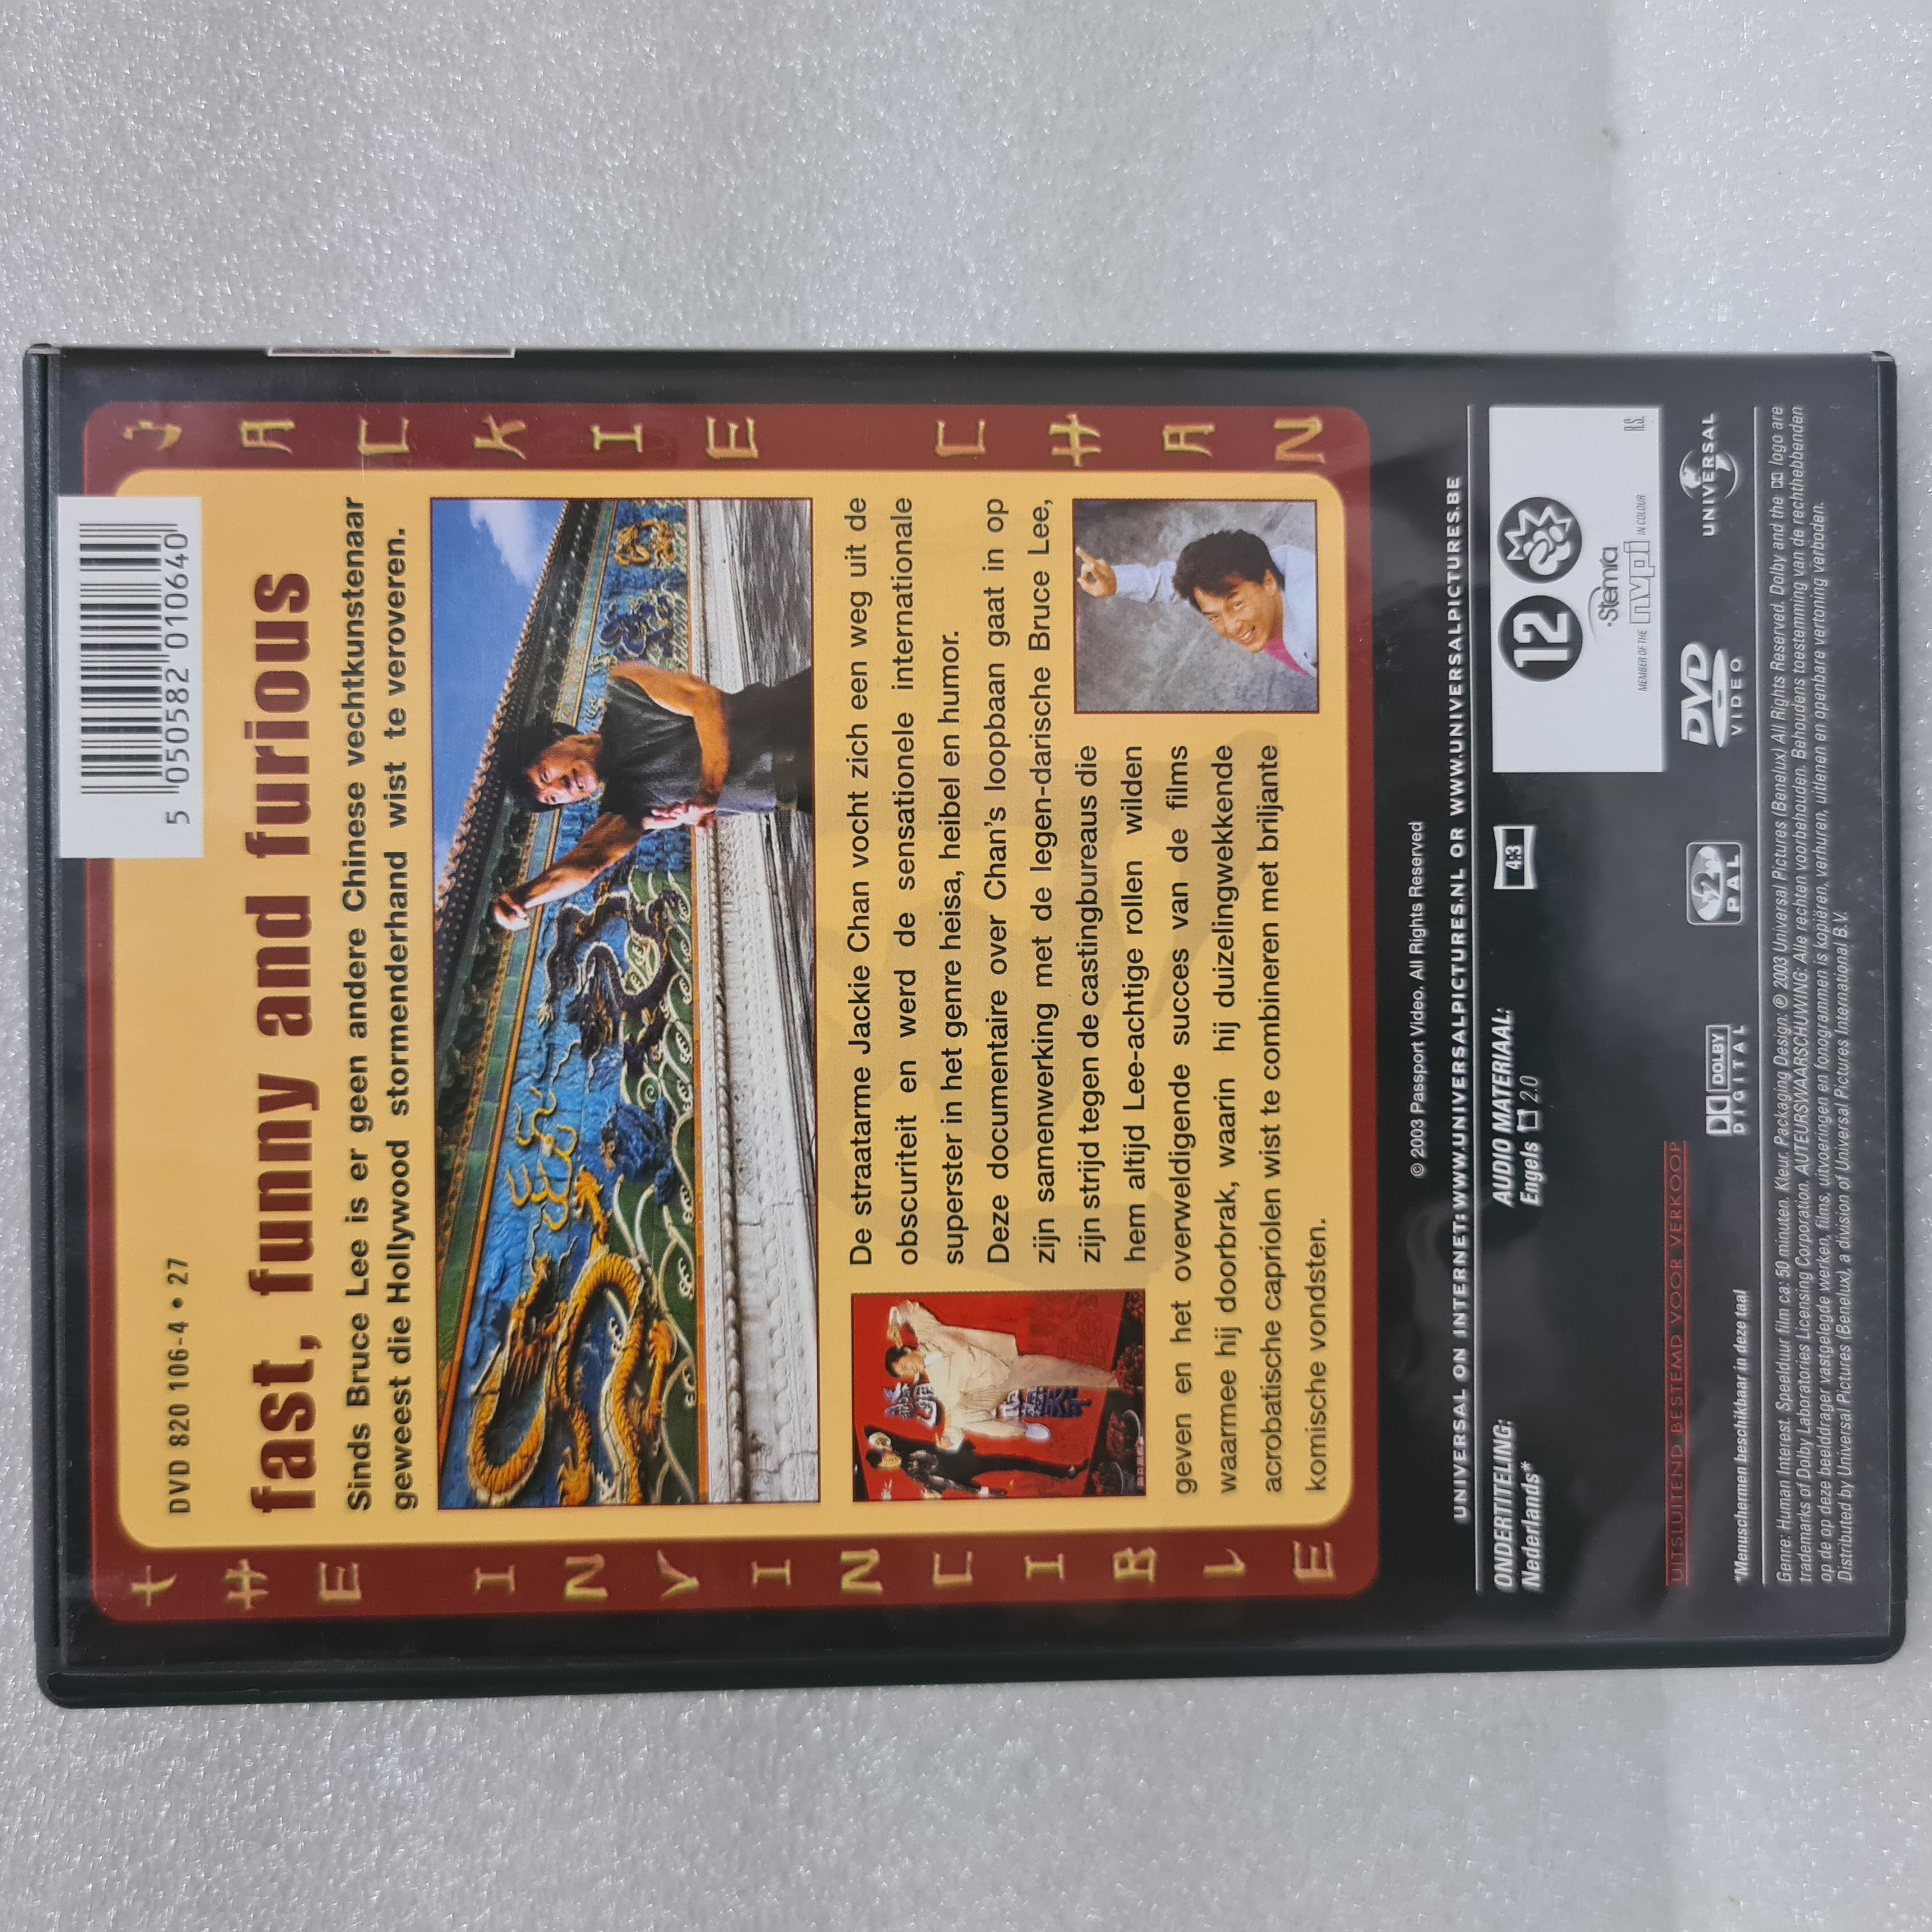 DVD 820 106-4 • 27
5 050582 010640
fast, funny and furious
Sinds Bruce Lee is er geen andere Chinese vechtkunstenaar
geweest die Hollywood stormenderhand wist te veroveren.
THE INVINCIBLE
JACKIE CHAN
De straatarme Jackie Chan vocht zich een weg uit de
obscuriteit en werd de sensationele internationale
superster in het genre heisa, heibel en humor.
Deze documentaire over Chan's loopbaan gaat in op
zijn samenwerking met de legen-darische Bruce Lee,
zijn strijd tegen de castingbureaus die
hem altijd Lee-achtige rollen wilden
geven en het overweldigende succes van de films
waarmee hij doorbrak, waarin hij duizelingwekkende
acrobatische capriolen wist te combineren met briljante
komische vondsten.
© 2003 Passport Video. All Rights Reserved
UNIVERSAL ON INTERNET: WWW.UNIVERSALPICTURES.NL OR WWW.UNIVERSALPICTURES.BE
ONDERTITELING:
Nederlands*
AUDIO MATERIAAL:
Engels 2.0
4:3
12
Stemra
MEMBER OF THE nvpi IN COLOUR
R.S.
UITSLUITEND BESTEMD VOOR VERKOOP
*Menuschermen beschikbaar in deze taal
DOLBY
DIGITAL
2
PAL
DVD
VIDEO
UNIVERSAL
Genre: Human Interest. Speelduur film ca: 50 minuten. Kleur. Packaging Design: © 2003 Universal Pictures (Benelux) All Rights Reserved. Dolby and the logo are
trademarks of Dolby Laboratories Licensing Corporation. AUTEURSWAARSCHUWING: Alle rechten voorbehouden. Behoudens toestemming van de rechthebbenden
op de op deze beelddrager vastgelegde werken, films, uitvoeringen en fonogrammen is kopiëren, verhuren, uitlenen en openbare vertoning verboden.
Distributed by Universal Pictures (Benelux), a division of Universal Pictures International B.V.